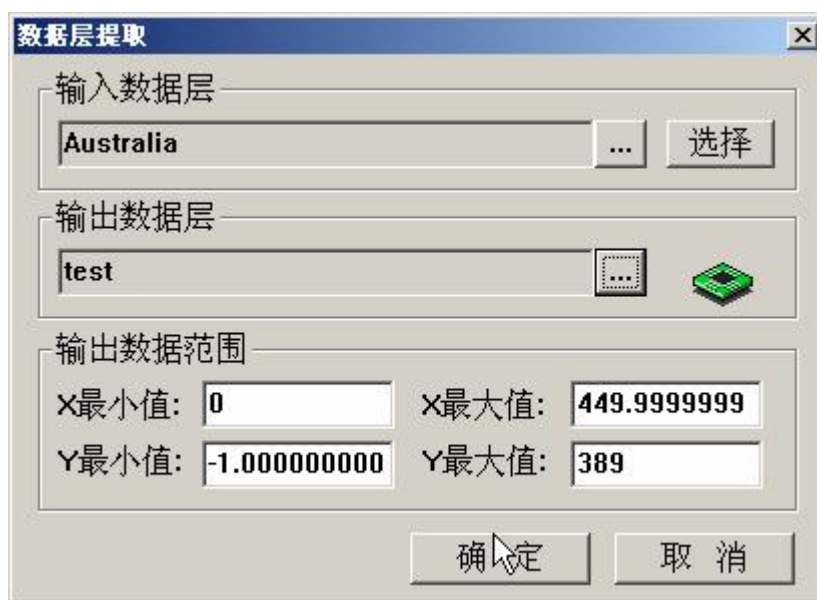 数据层提取
输入数据层
Australia ... 选择
输出数据层
test ...
输出数据范围
X最小值: 0 X最大值: 449.9999999
Y最小值: -1.000000000 Y最大值: 389
确定 取 消